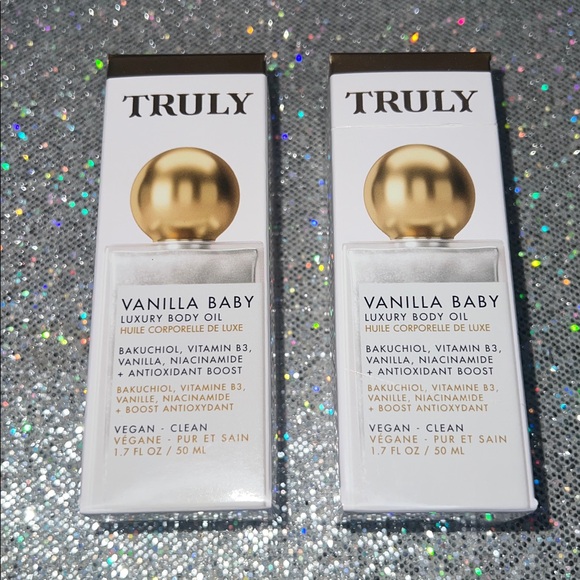 TRULY
VANILLA BABY
LUXURY BODY OIL
HUILE CORPORELLE DE LUXE
BAKUCHIOL, VITAMIN B3,
VANILLA, NIACINAMIDE
+ ANTIOXIDANT BOOST
BAKUCHIOL, VITAMINE B3,
VANILLE, NIACINAMIDE
+ BOOST ANTIOXYDANT
VEGAN - CLEAN
VÉGANE - PUR ET SAIN
1.7 FL OZ / 50 ML
TRULY
VANILLA BABY
LUXURY BODY OIL
HUILE CORPORELLE DE LUXE
BAKUCHIOL, VITAMIN B3,
VANILLA, NIACINAMIDE
+ ANTIOXIDANT BOOST
BAKUCHIOL, VITAMINE B3,
VANILLE, NIACINAMIDE
+ BOOST ANTIOXYDANT
VEGAN - CLEAN
VÉGANE - PUR ET SAIN
1.7 FL OZ / 50 ML